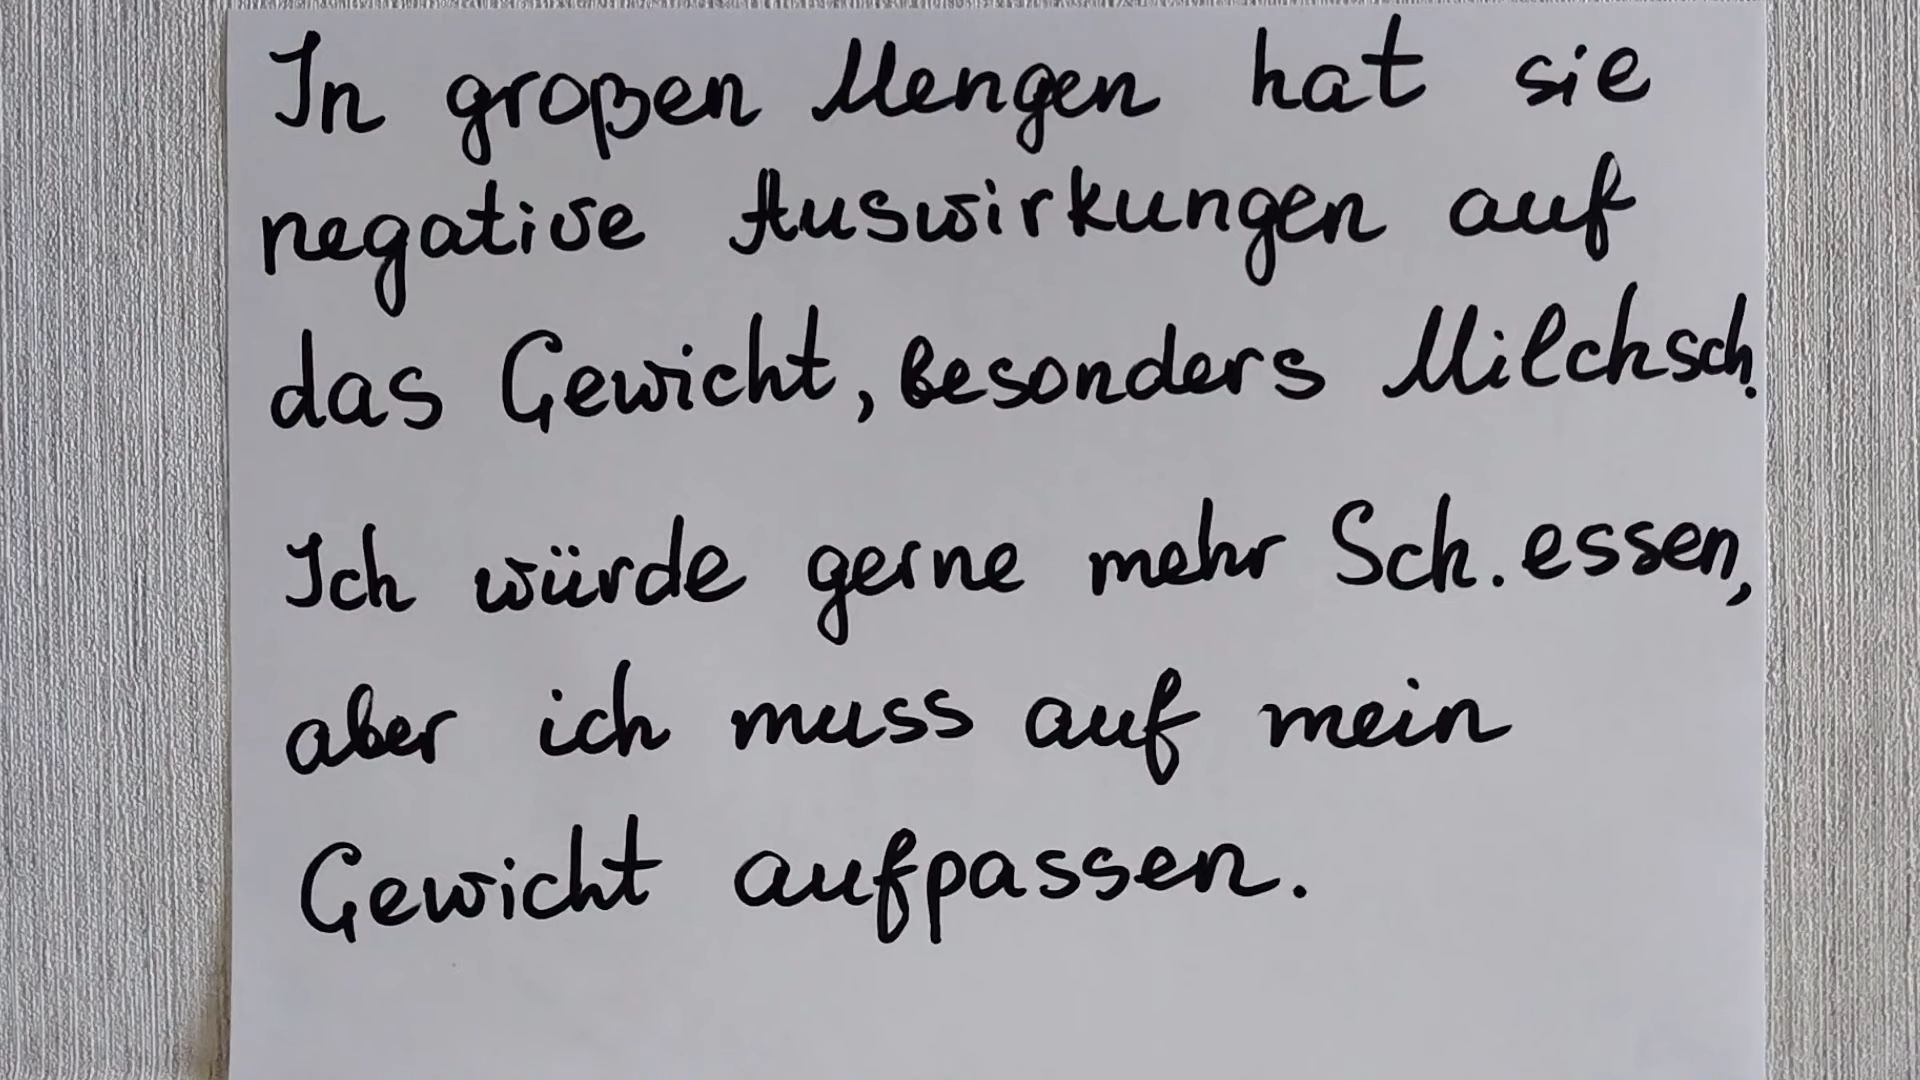 In großen Mengen hat sie
negative Auswirkungen auf
das Gewicht, besonders Milchsch.
Ich würde gerne mehr Sch. essen,
aber ich muss auf mein
Gewicht aufpassen.